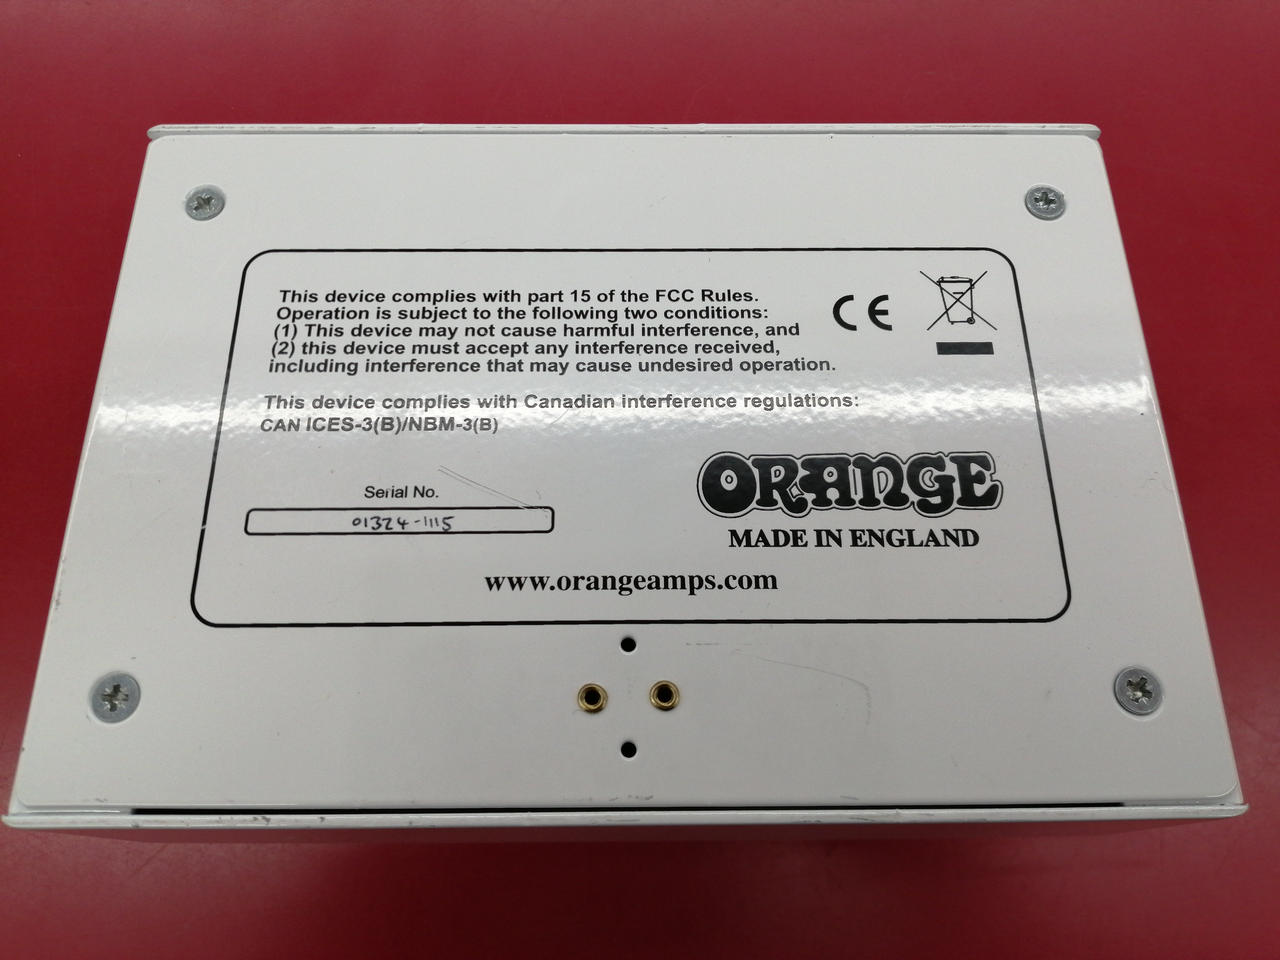 This device complies with part 15 of the FCC Rules.
Operation is subject to the following two conditions:
(1) This device may not cause harmful interference, and
(2) this device must accept any interference received,
including interference that may cause undesired operation.
CE
This device complies with Canadian interference regulations:
CAN ICES-3(B)/NBM-3(B)
Serial No.
01324-1115
ORANGE
MADE IN ENGLAND
www.orangeamps.com